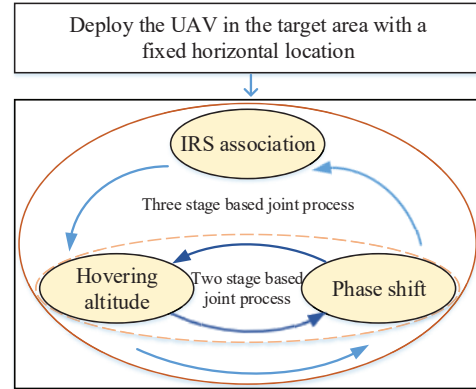 Deploy the UAV in the target area with a
fixed horizontal location
IRS association
Three stage based joint process
Hovering
altitude
Two stage based
joint process
Phase shift